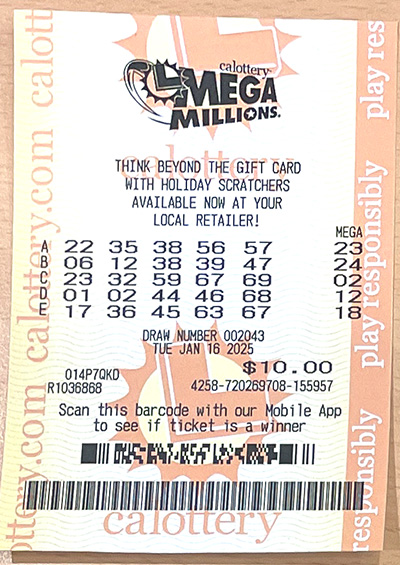 calottery
MEGA
MILLIONS
THINK BEYOND THE GIFT CARD
WITH HOLIDAY SCRATCHERS
AVAILABLE NOW AT YOUR
LOCAL RETAILER!
MEGA
A 22 35 38 56 57 23
B 06 12 38 39 47 24
C 23 32 59 67 69 02
D 01 02 44 46 68 12
E 17 36 45 63 67 18
DRAW NUMBER 002043
TUE JAN 16 2025
$10.00
014P7QKD
R1036868 4258-720269708-155957
Scan this barcode with our Mobile App
to see if ticket is a winner
calottery
calottery
calottery.com calottery
play responsibly play res